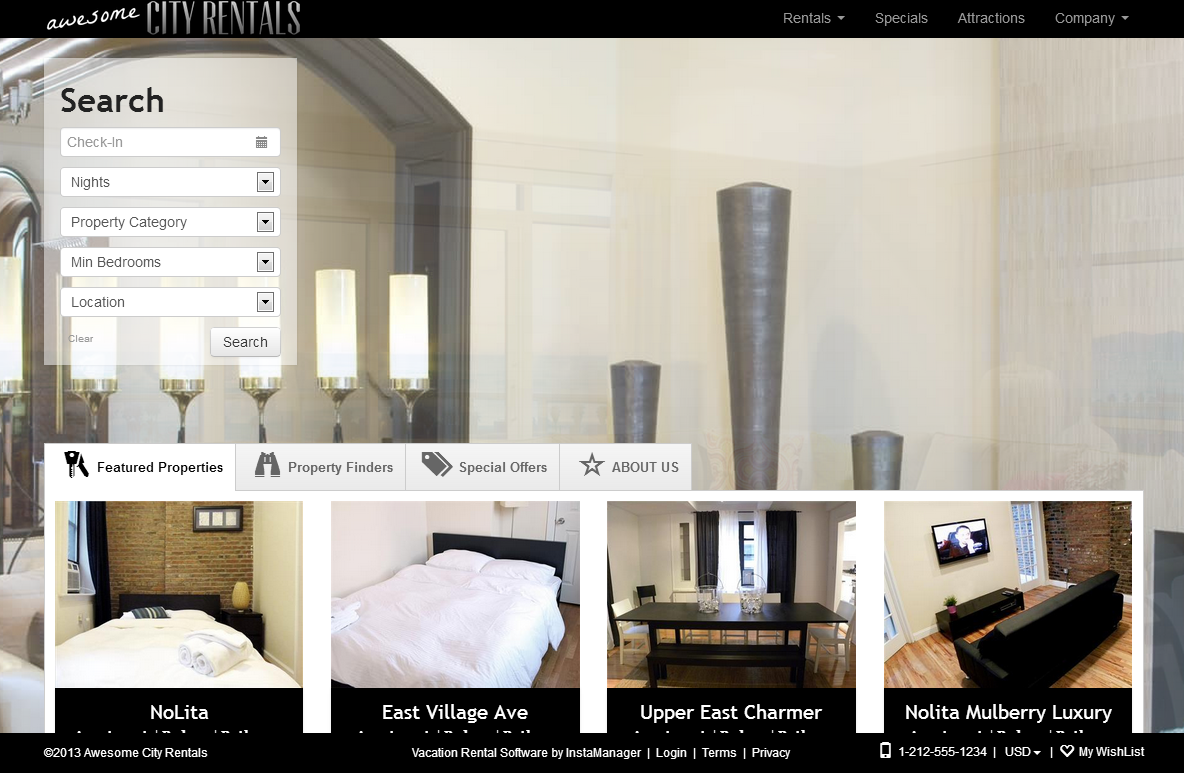 awesome CITY RENTALS
Rentals Specials Attractions Company
Search
Check-In
Nights
Property Category
Min Bedrooms
Location
Clear Search
Featured Properties Property Finders Special Offers ABOUT US
NoLita East Village Ave Upper East Charmer Nolita Mulberry Luxury
©2013 Awesome City Rentals Vacation Rental Software by InstaManager | Login | Terms | Privacy 1-212-555-1234 | USD | My WishList